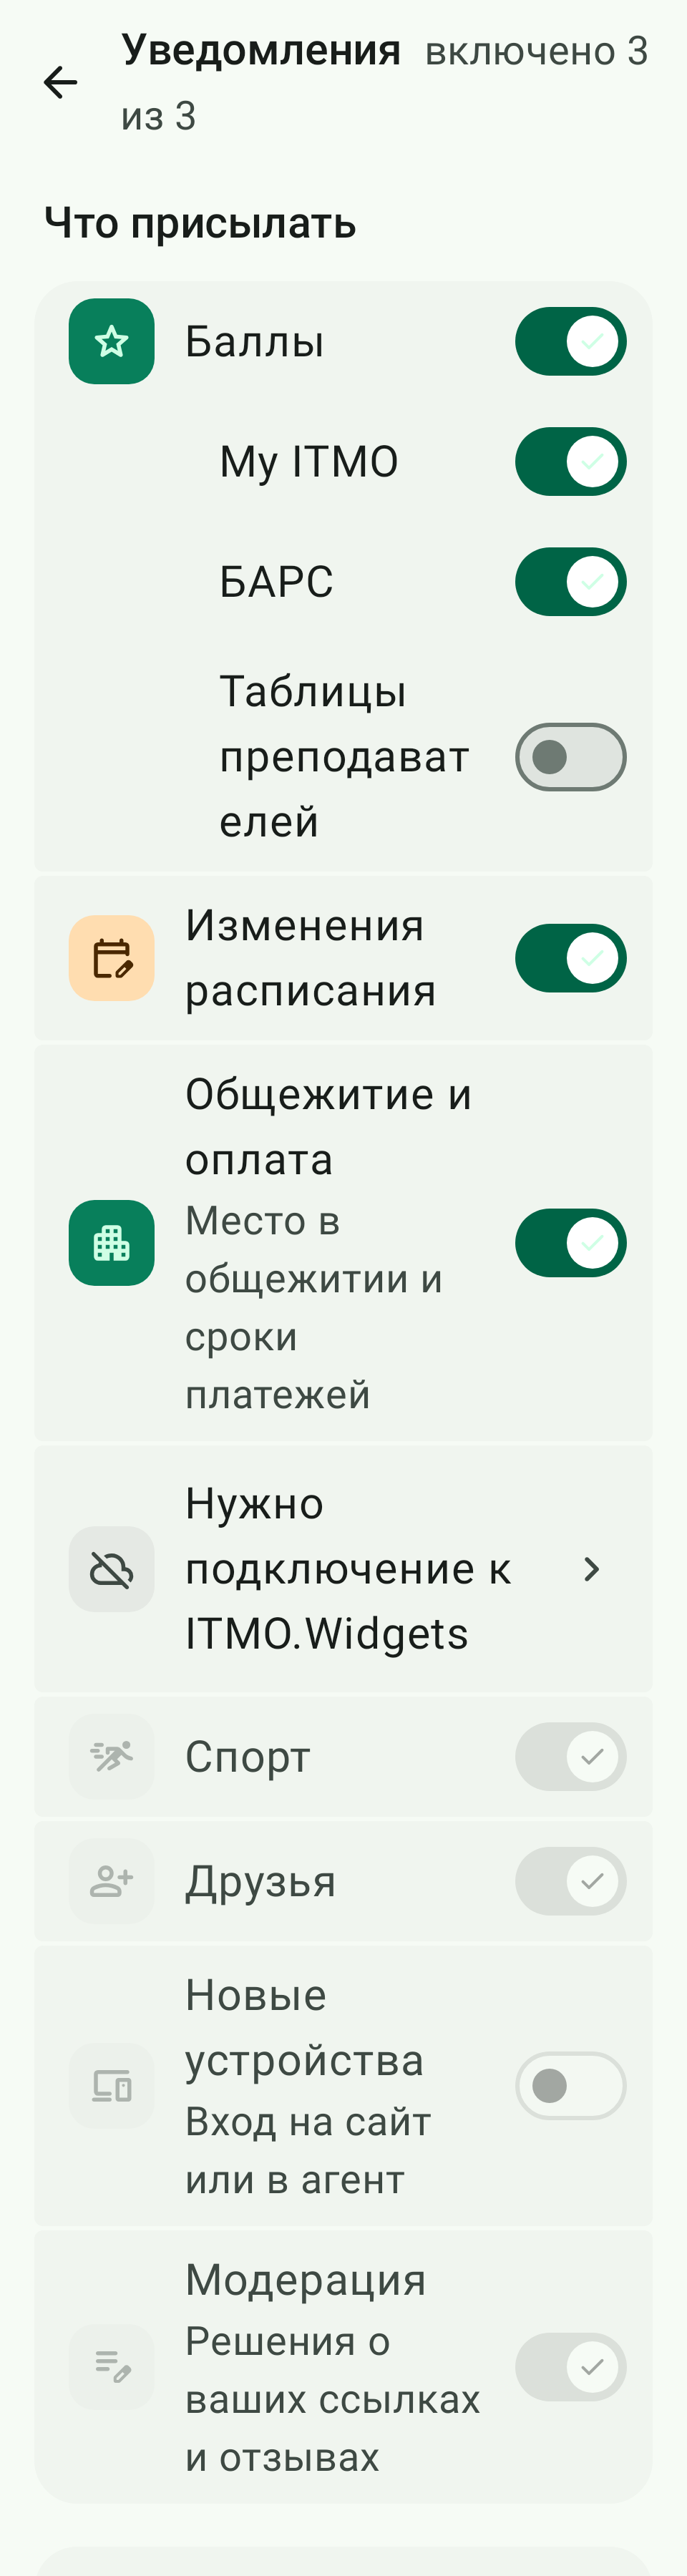 Уведомления включено 3
из 3
Что присылать
Баллы
My ITMO
БАРС
Таблицы
преподават
елей
Изменения
расписания
Общежитие и
оплата
Место в
общежитии и
сроки
платежей
Нужно
подключение к
ITMO.Widgets
Спорт
Друзья
Новые
устройства
Вход на сайт
или в агент
Модерация
Решения о
ваших ссылках
и отзывах